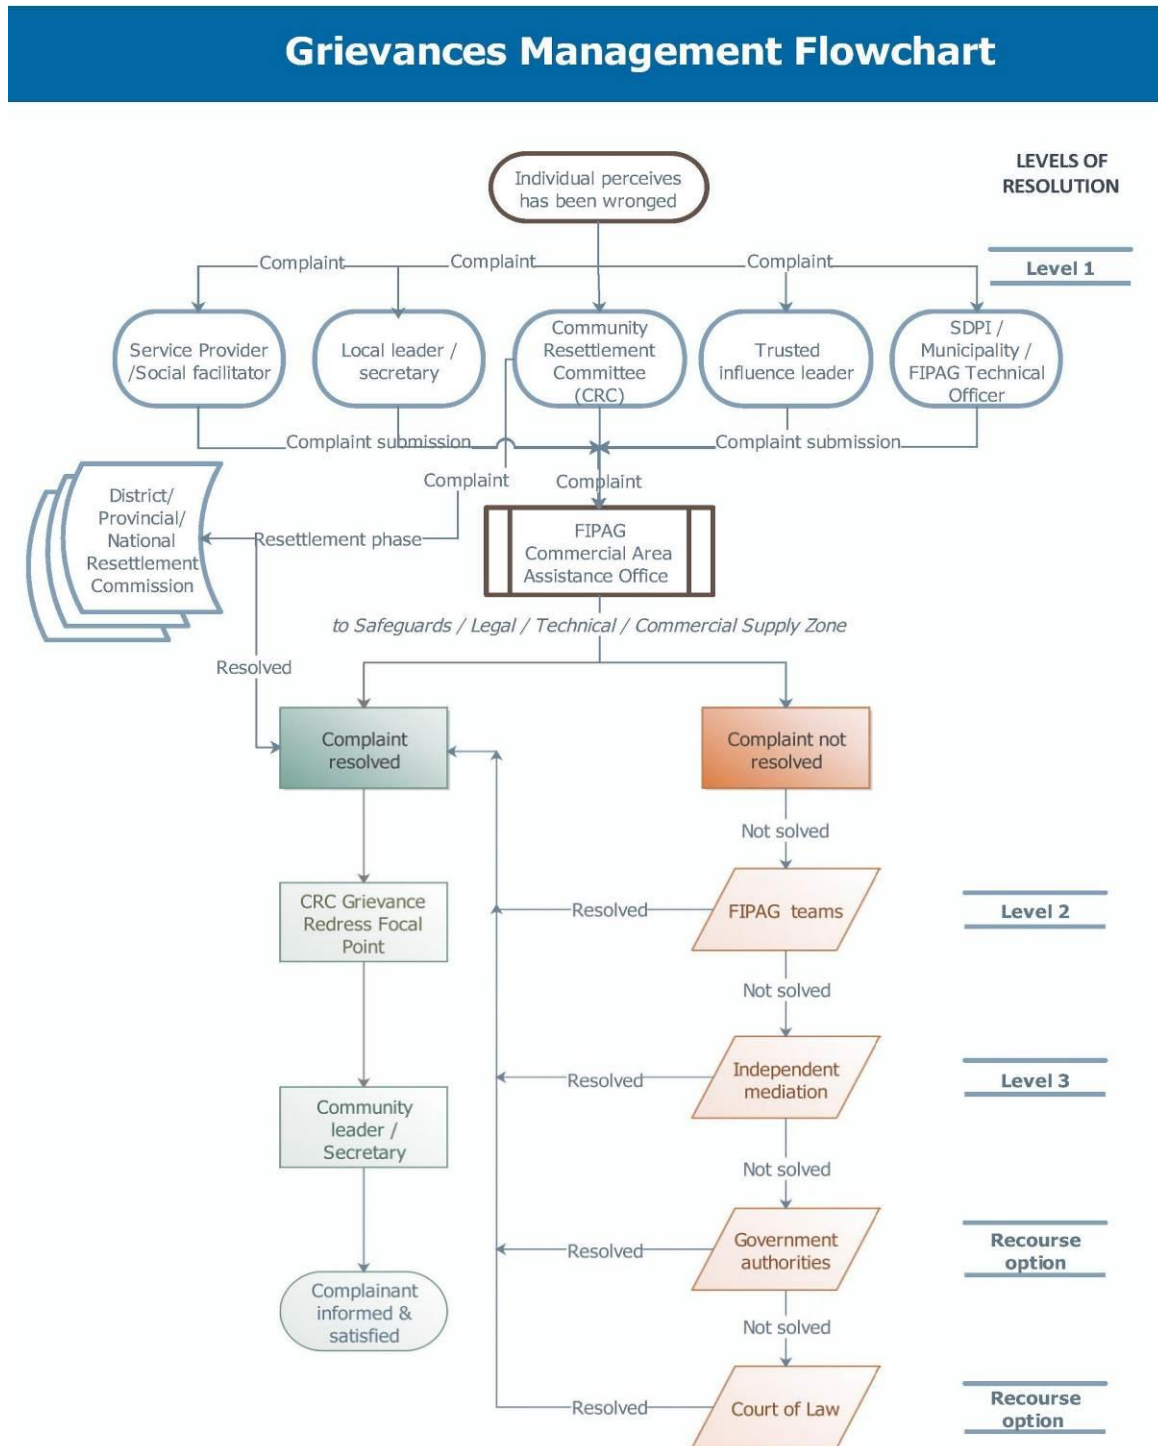 Grievances Management Flowchart
Individual perceives
has been wronged
LEVELS OF
RESOLUTION
Complaint
Complaint
Complaint
Level 1
Service Provider
/Social facilitator
Local leader /
secretary
Community
Resettlement
Committee
(CRC)
Trusted
influence leader
SDPI /
Municipality /
FIPAG Technical
Officer
Complaint submission
Complaint submission
Complaint
Complaint
District/
Provincial/
National
Resettlement
Commission
Resettlement phase
FIPAG
Commercial Area
Assistance Office
to Safeguards / Legal / Technical / Commercial Supply Zone
Resolved
Complaint
resolved
Complaint not
resolved
Not solved
CRC Grievance
Redress Focal
Point
Resolved
FIPAG teams
Level 2
Not solved
Resolved
Independent
mediation
Level 3
Community
leader /
Secretary
Not solved
Resolved
Government
authorities
Recourse
option
Complainant
informed &
satisfied
Not solved
Resolved
Court of Law
Recourse
option